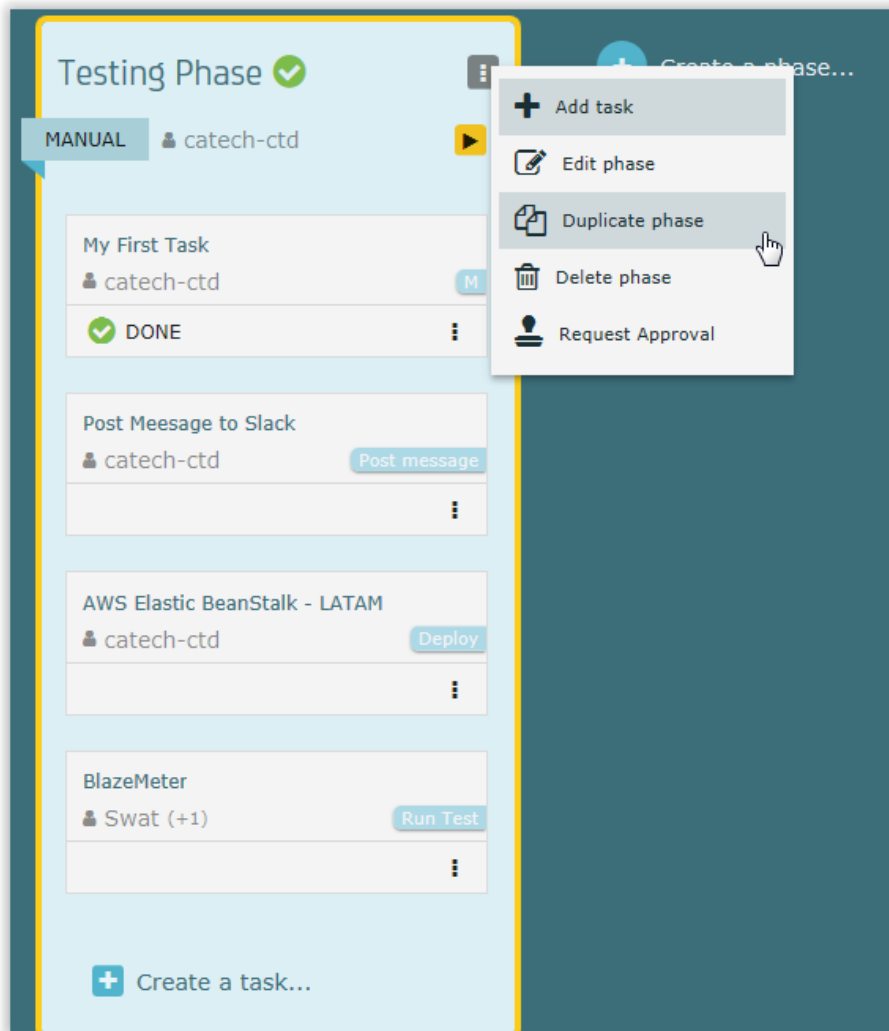 Testing Phase
Create a phase...
MANUAL catech-ctd
Add task
Edit phase
Duplicate phase
Delete phase
Request Approval
My First Task
catech-ctd M
DONE
Post Meesage to Slack
catech-ctd Post message
AWS Elastic BeanStalk - LATAM
catech-ctd Deploy
BlazeMeter
Swat (+1) Run Test
Create a task...